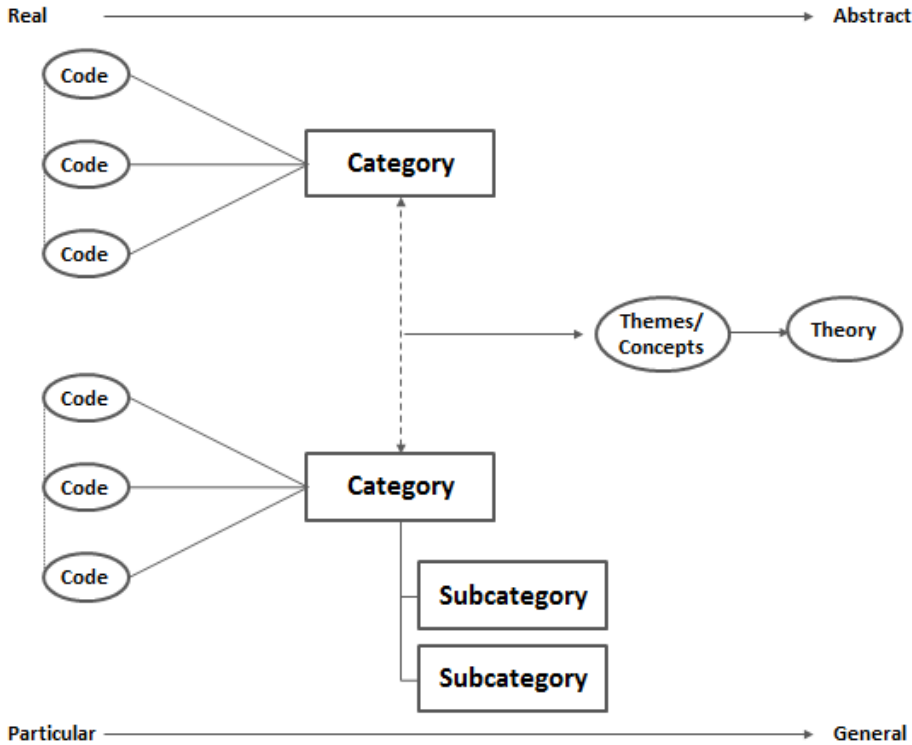 Real
Abstract
Code
Code
Category
Code
Themes/
Concepts
Theory
Code
Code
Category
Code
Subcategory
Subcategory
Particular
General